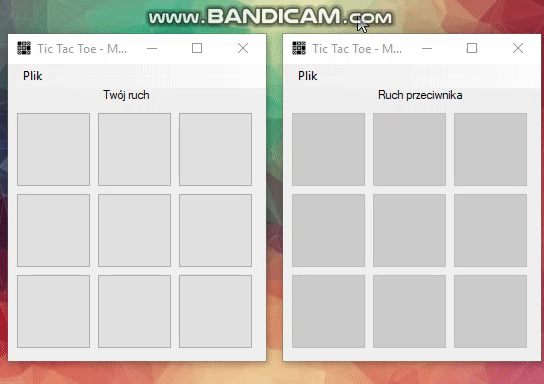 www.BANDICAM.com
Tic Tac Toe - M...
Plik
Twój ruch
Tic Tac Toe - M...
Plik
Ruch przeciwnika